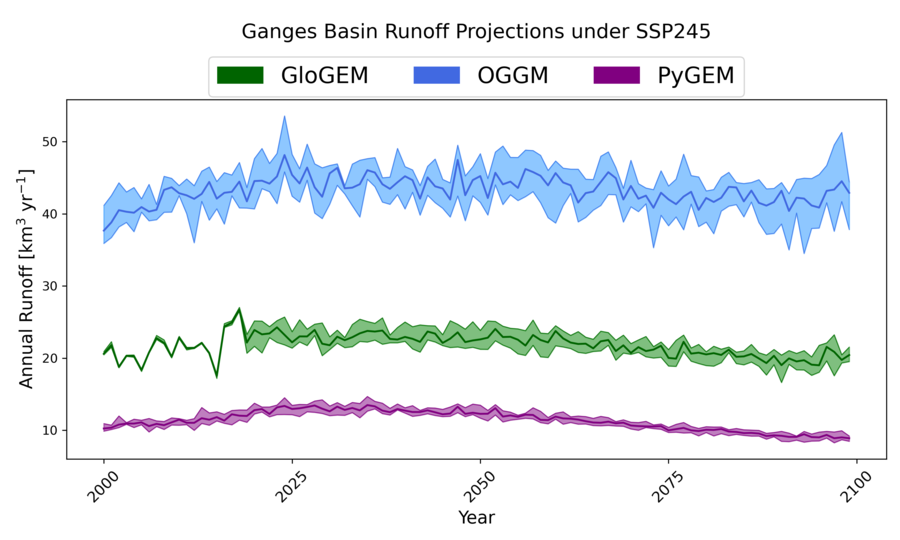 Ganges Basin Runoff Projections under SSP245
GloGEM OGGM PyGEM
Annual Runoff [km³ yr⁻¹]
50
40
30
20
10
2000 2025 2050 2075 2100
Year